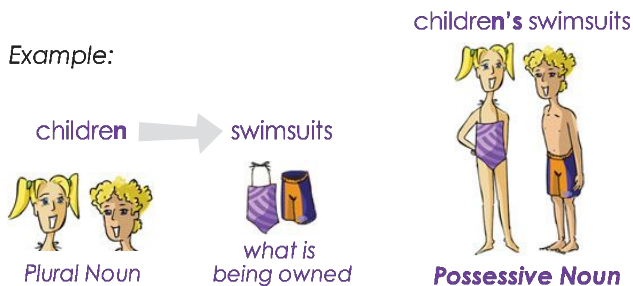 children's swimsuits
Example:
children
swimsuits
what is
being owned
Plural Noun
Possessive Noun